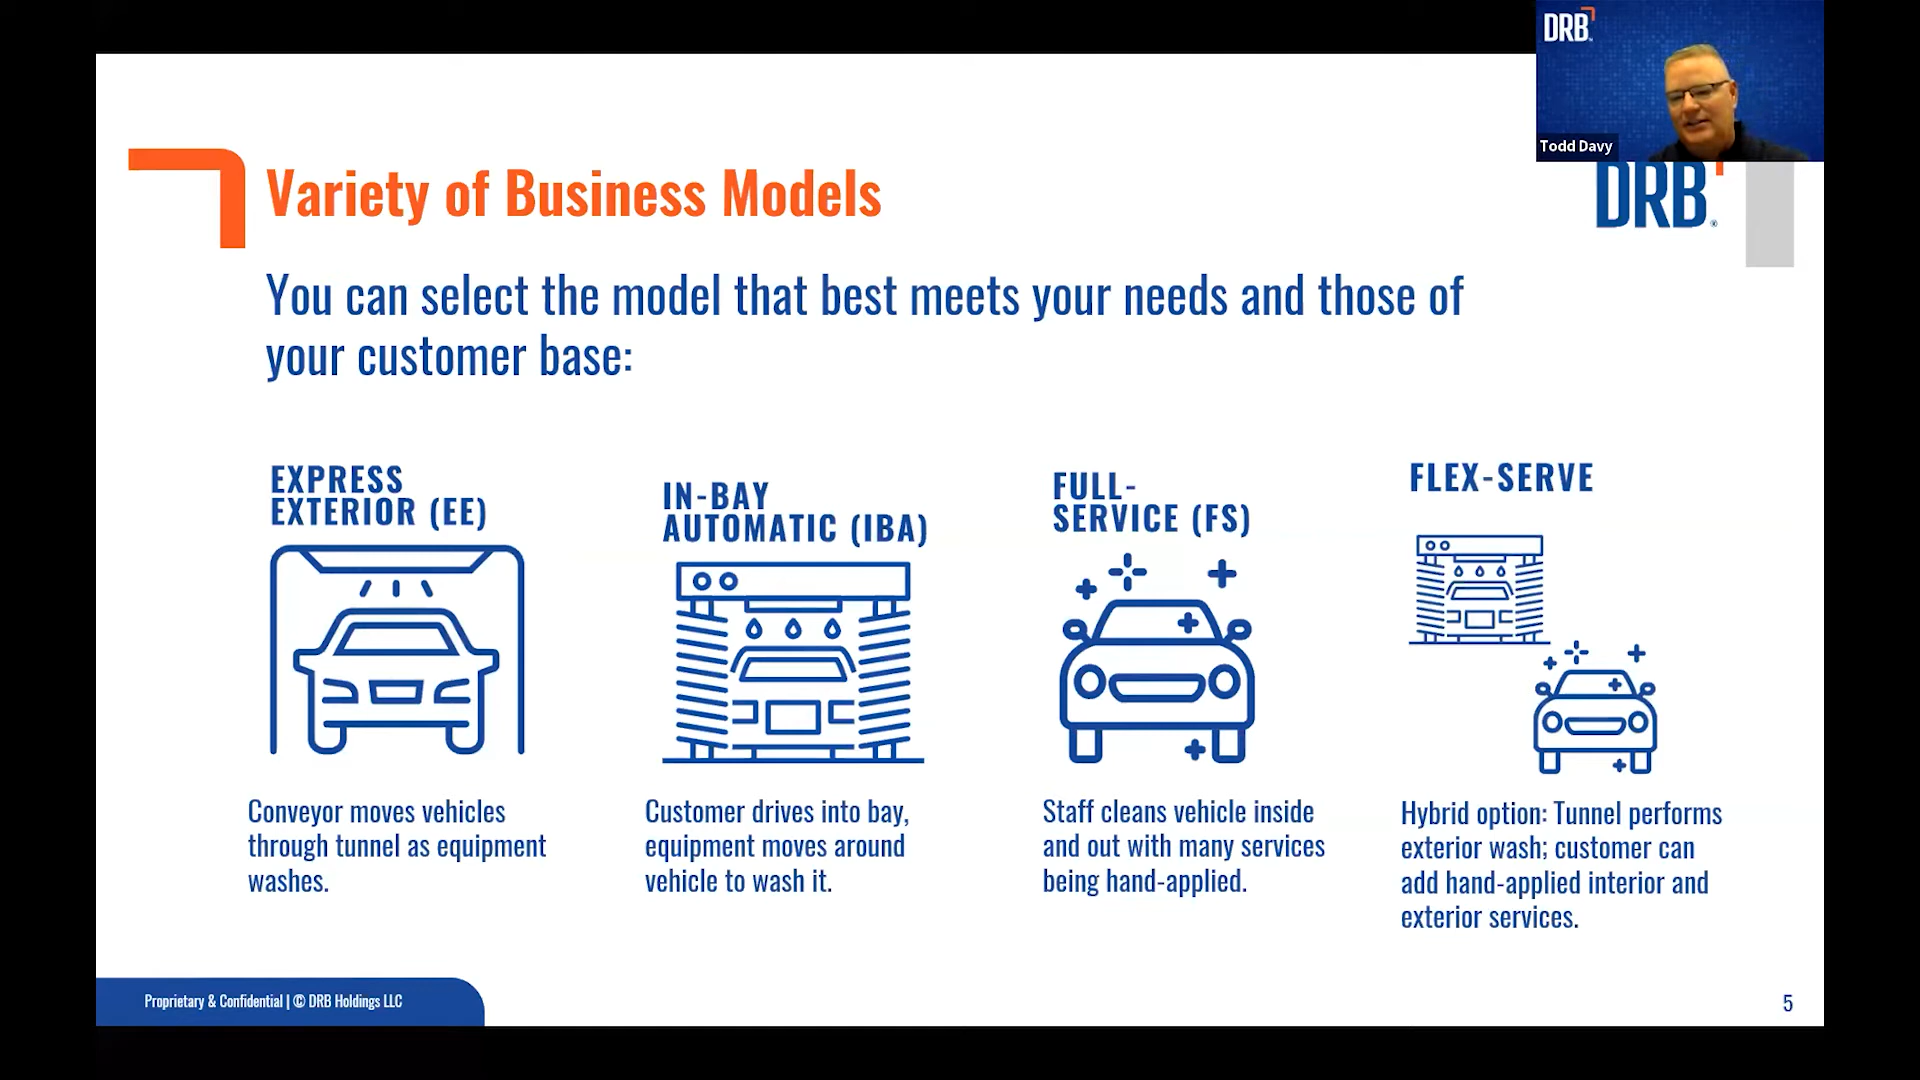 DRB
Todd Davy
Variety of Business Models
DRB
You can select the model that best meets your needs and those of
your customer base:
EXPRESS
EXTERIOR (EE)
Conveyor moves vehicles
through tunnel as equipment
washes.
IN-BAY
AUTOMATIC (IBA)
Customer drives into bay,
equipment moves around
vehicle to wash it.
FULL-
SERVICE (FS)
Staff cleans vehicle inside
and out with many services
being hand-applied.
FLEX-SERVE
Hybrid option: Tunnel performs
exterior wash; customer can
add hand-applied interior and
exterior services.
Proprietary & Confidential | © DRB Holdings LLC
5